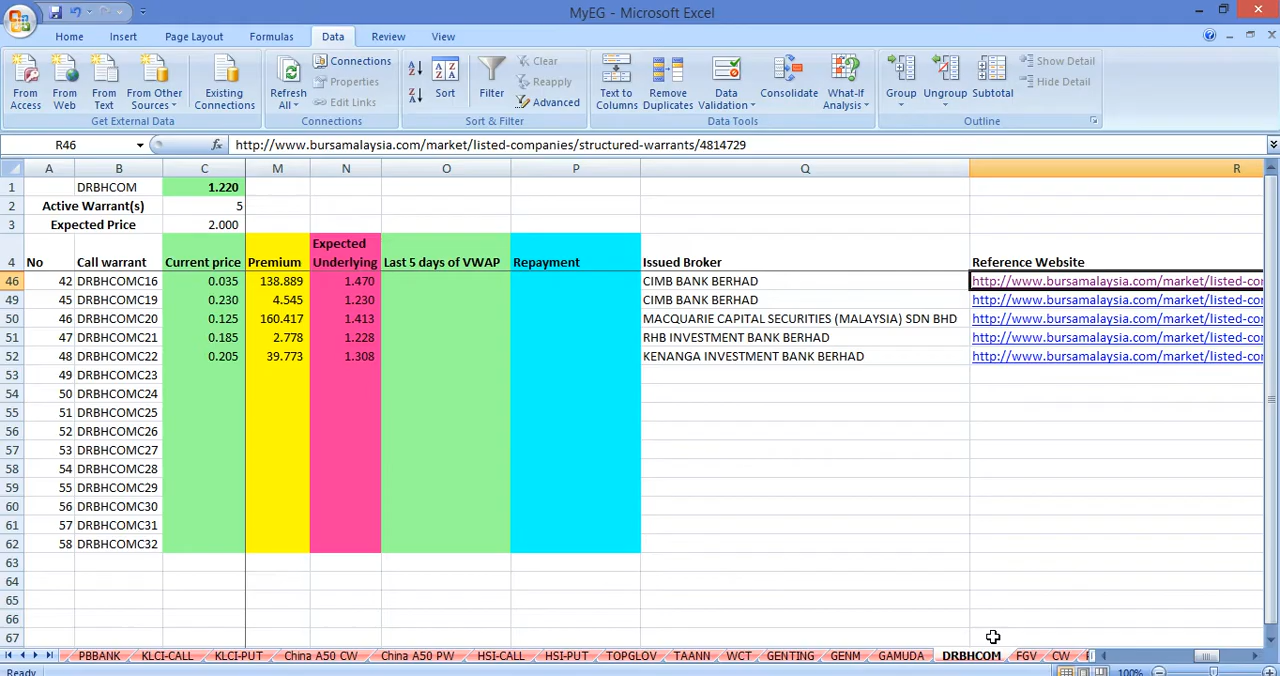 MyEG - Microsoft Excel
Home Insert Page Layout Formulas Data Review View
From Access
From Web
From Text
From Other Sources
Existing Connections
Get External Data
Refresh All
Connections
Properties
Edit Links
Connections
Sort
Filter
Clear
Reapply
Advanced
Sort & Filter
Text to Columns
Remove Duplicates
Data Validation
Consolidate
What-If Analysis
Data Tools
Group
Ungroup
Subtotal
Show Detail
Hide Detail
Outline
R46 fx http://www.bursamalaysia.com/market/listed-companies/structured-warrants/4814729
A B C M N O P Q R
1 DRBHCOM 1.220
2 Active Warrant(s) 5
3 Expected Price 2.000
4 No Call warrant Current price Premium Expected Underlying Last 5 days of VWAP Repayment Issued Broker Reference Website
46 42 DRBHCOMC16 0.035 138.889 1.470 CIMB BANK BERHAD http://www.bursamalaysia.com/market/listed-co
49 45 DRBHCOMC19 0.230 4.545 1.230 CIMB BANK BERHAD http://www.bursamalaysia.com/market/listed-co
50 46 DRBHCOMC20 0.125 160.417 1.413 MACQUARIE CAPITAL SECURITIES (MALAYSIA) SDN BHD http://www.bursamalaysia.com/market/listed-co
51 47 DRBHCOMC21 0.185 2.778 1.228 RHB INVESTMENT BANK BERHAD http://www.bursamalaysia.com/market/listed-co
52 48 DRBHCOMC22 0.205 39.773 1.308 KENANGA INVESTMENT BANK BERHAD http://www.bursamalaysia.com/market/listed-co
53 49 DRBHCOMC23
54 50 DRBHCOMC24
55 51 DRBHCOMC25
56 52 DRBHCOMC26
57 53 DRBHCOMC27
58 54 DRBHCOMC28
59 55 DRBHCOMC29
60 56 DRBHCOMC30
61 57 DRBHCOMC31
62 58 DRBHCOMC32
63
64
65
66
67
PBBANK KLCI-CALL KLCI-PUT China A50 CW China A50 PW HSI-CALL HSI-PUT TOPGLOV TAANN WCT GENTING GENM GAMUDA DRBHCOM FGV CW
Ready 100%